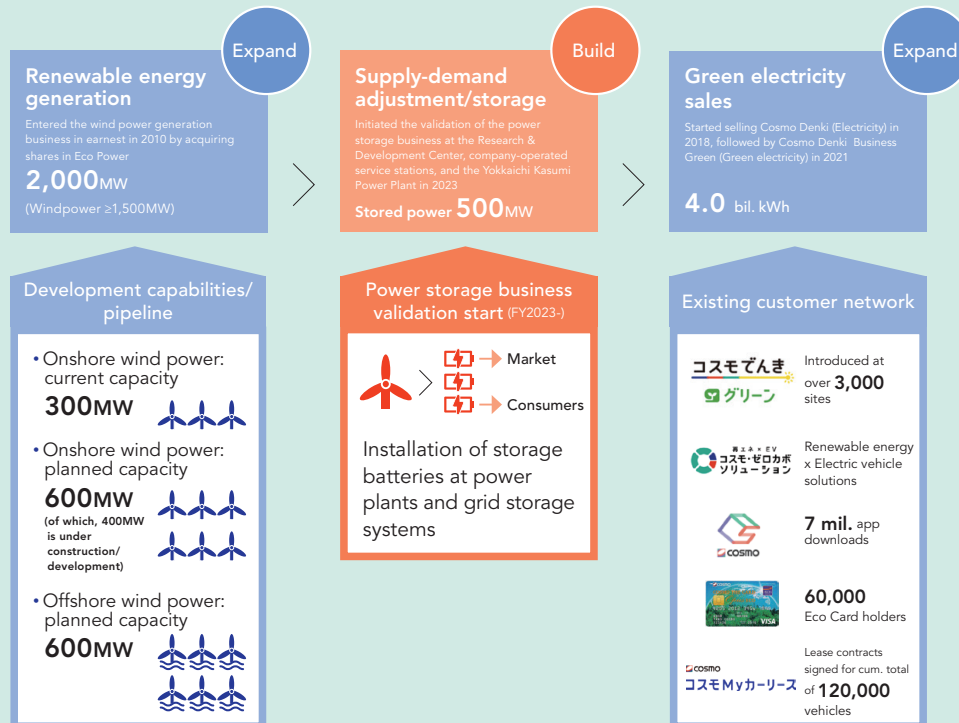 Expand
Renewable energy
generation
Entered the wind power generation
business in earnest in 2010 by acquiring
shares in Eco Power
2,000MW
(Windpower ≥1,500MW)
Build
Supply-demand
adjustment/storage
Initiated the validation of the power
storage business at the Research &
Development Center, company-operated
service stations, and the Yokkaichi Kasumi
Power Plant in 2023
Stored power 500MW
Expand
Green electricity
sales
Started selling Cosmo Denki (Electricity) in
2018, followed by Cosmo Denki Business
Green (Green electricity) in 2021
4.0 bil. kWh
Development capabilities/
pipeline
• Onshore wind power:
current capacity
300MW
• Onshore wind power:
planned capacity
600MW
(of which, 400MW
is under
construction/
development)
• Offshore wind power:
planned capacity
600MW
Power storage business
validation start (FY2023-)
Market
Consumers
Installation of storage
batteries at power
plants and grid storage
systems
Existing customer network
コスモでんき
グリーン
Introduced at
over 3,000
sites
再エネ×EV
コスモ・ゼロカボ
ソリューション
Renewable energy
x Electric vehicle
solutions
COSMO
7 mil. app
downloads
VISA
60,000
Eco Card holders
COSMO
コスモMyカーリース
Lease contracts
signed for cum. total
of 120,000
vehicles